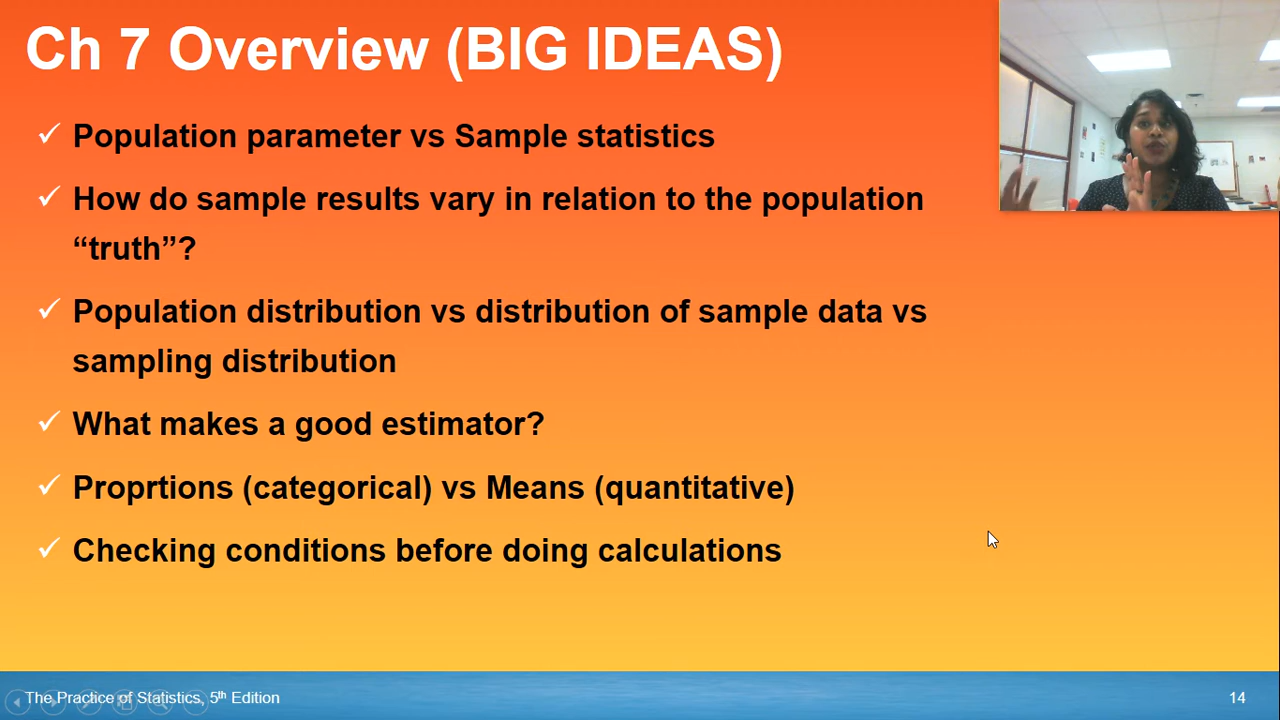 Ch 7 Overview (BIG IDEAS)
Population parameter vs Sample statistics
How do sample results vary in relation to the population
“truth”?
Population distribution vs distribution of sample data vs
sampling distribution
What makes a good estimator?
Proprtions (categorical) vs Means (quantitative)
Checking conditions before doing calculations
The Practice of Statistics, 5th Edition
14